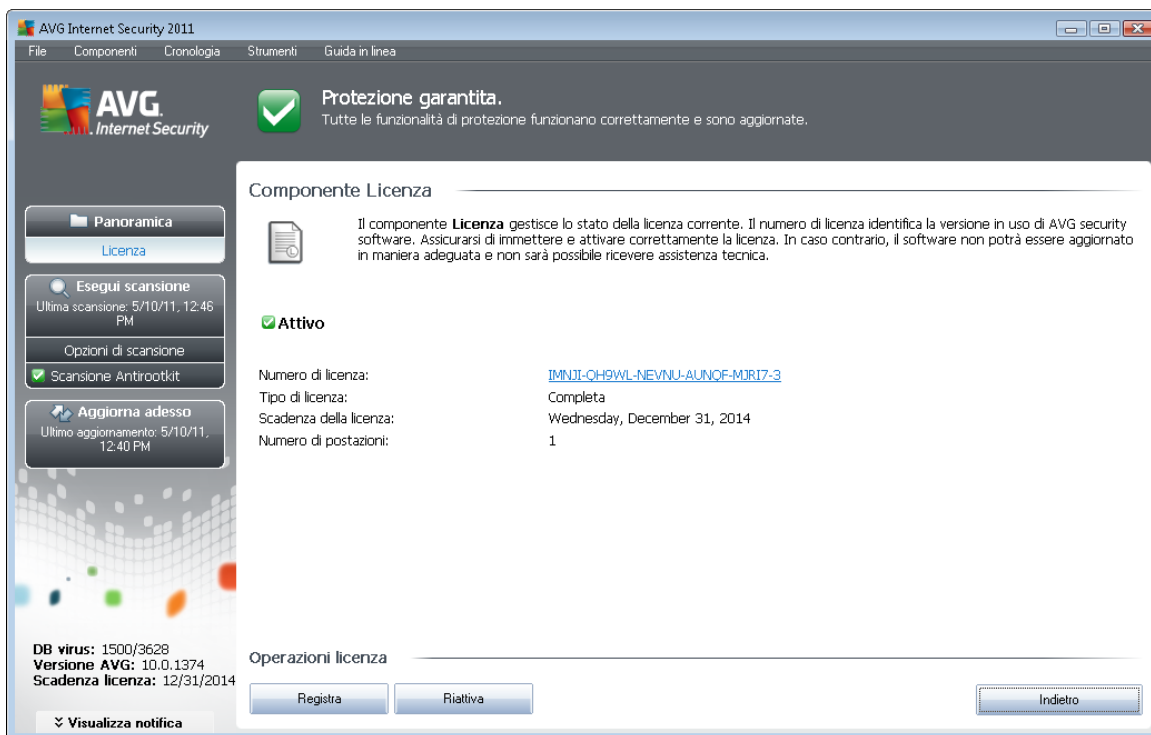 AVG Internet Security 2011
File Componenti Cronologia Strumenti Guida in linea
AVG.
Internet Security
Protezione garantita.
Tutte le funzionalità di protezione funzionano correttamente e sono aggiornate.
Panoramica
Licenza
Esegui scansione
Ultima scansione: 5/10/11, 12:46
PM
Opzioni di scansione
Scansione Antirootkit
Aggiorna adesso
Ultimo aggiornamento: 5/10/11,
12:40 PM
DB virus: 1500/3628
Versione AVG: 10.0.1374
Scadenza licenza: 12/31/2014
Visualizza notifica
Componente Licenza
Il componente Licenza gestisce lo stato della licenza corrente. Il numero di licenza identifica la versione in uso di AVG security
software. Assicurarsi di immettere e attivare correttamente la licenza. In caso contrario, il software non potrà essere aggiornato
in maniera adeguata e non sarà possibile ricevere assistenza tecnica.
Attivo
Numero di licenza: IMNJI-QH9WL-NEVNU-AUNQF-MJRI7-3
Tipo di licenza: Completa
Scadenza della licenza: Wednesday, December 31, 2014
Numero di postazioni: 1
Operazioni licenza
Registra Riattiva Indietro